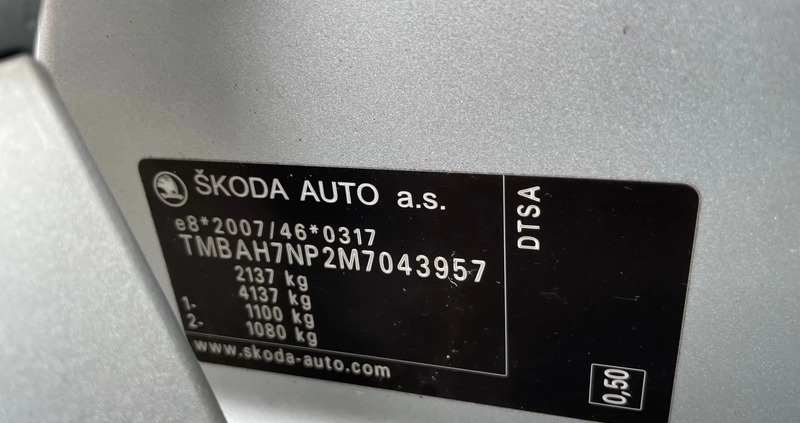 ŠKODA AUTO a.s.
e8*2007/46*0317
TMBAH7NP2M7043957
2137 kg
4137 kg
1- 1100 kg
2- 1080 kg
www.skoda-auto.com
DTSA
0,50